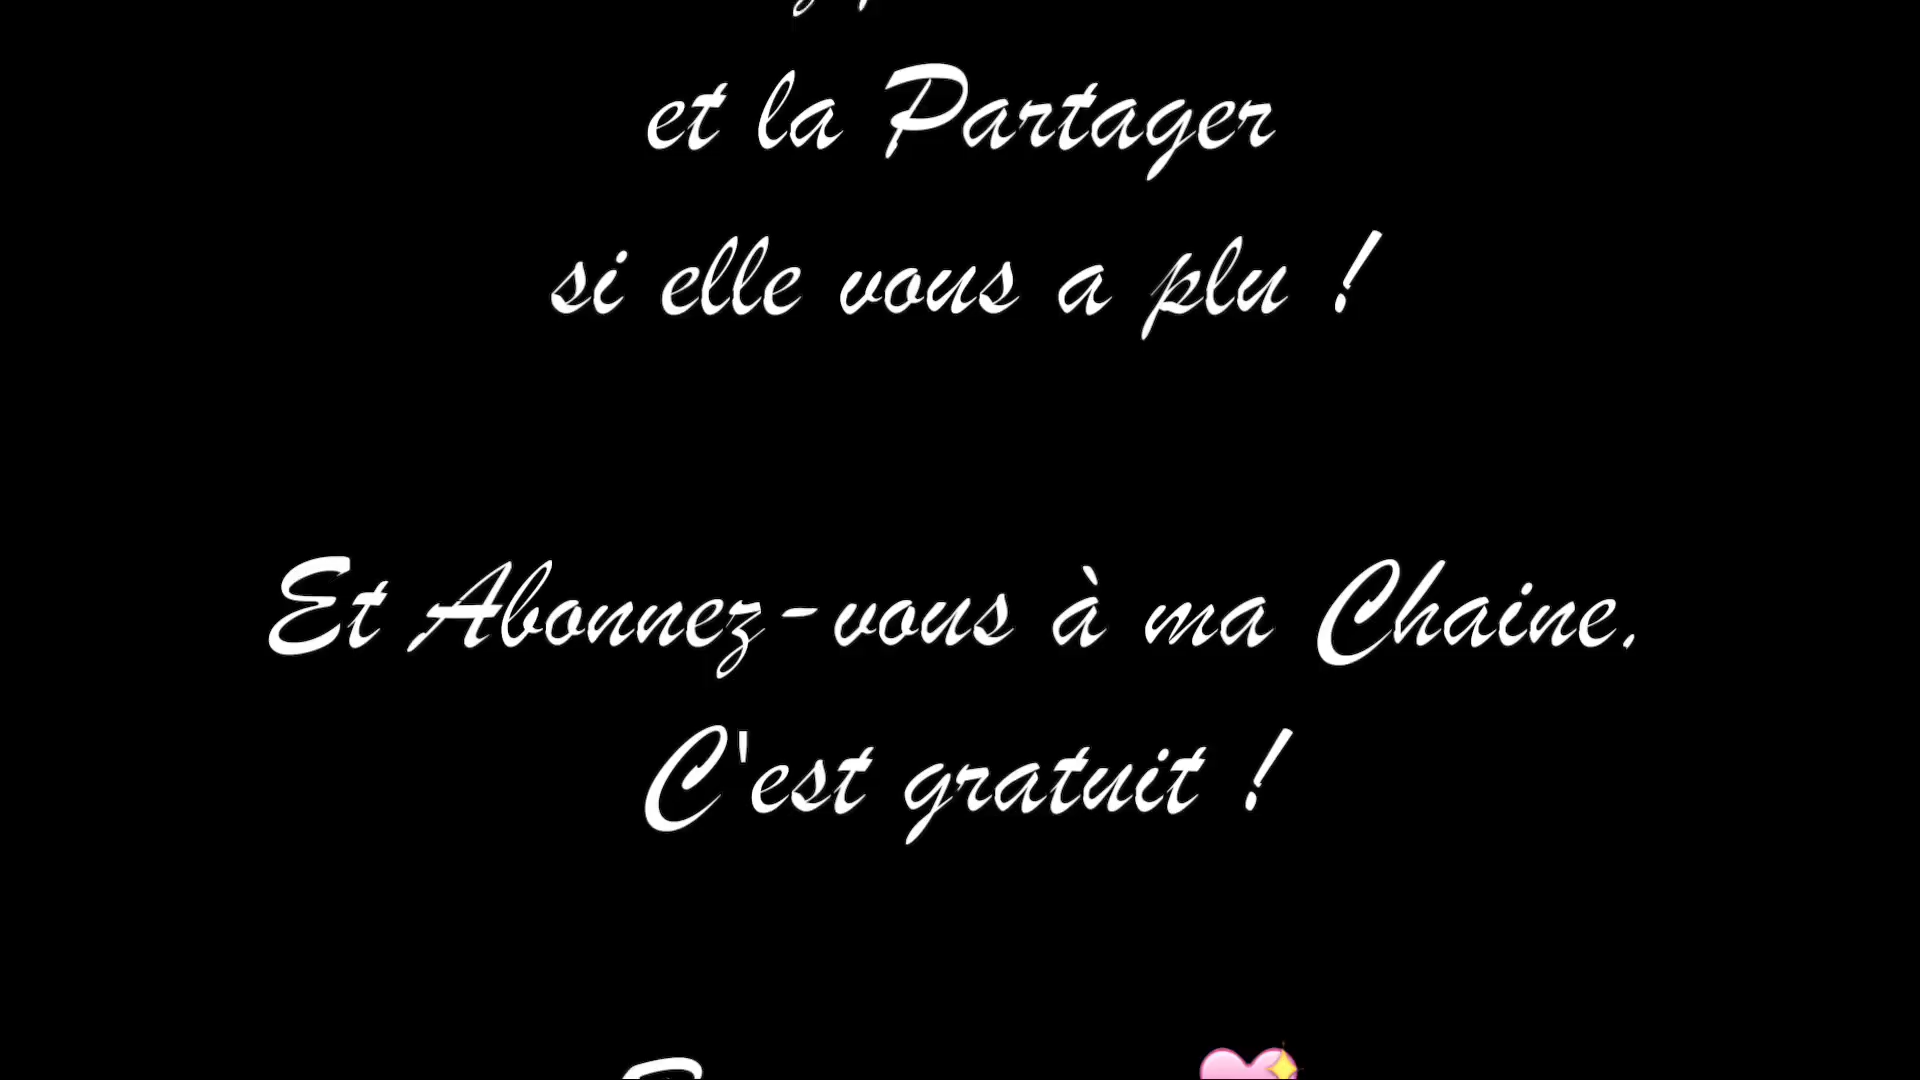 et la Partager
si elle vous a plu !
Et Abonnez-vous à ma Chaine.
C'est gratuit !